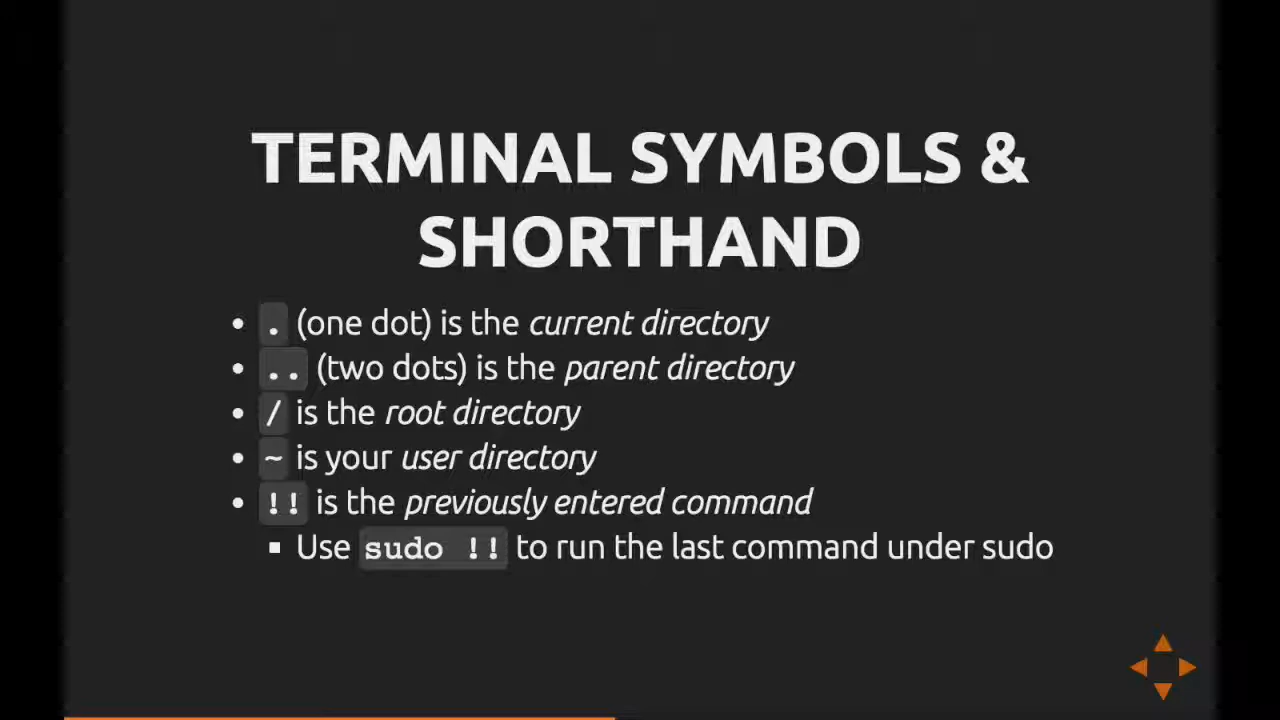 TERMINAL SYMBOLS &
SHORTHAND
• . (one dot) is the current directory
• .. (two dots) is the parent directory
• / is the root directory
• ~ is your user directory
• !! is the previously entered command
▪ Use sudo !! to run the last command under sudo